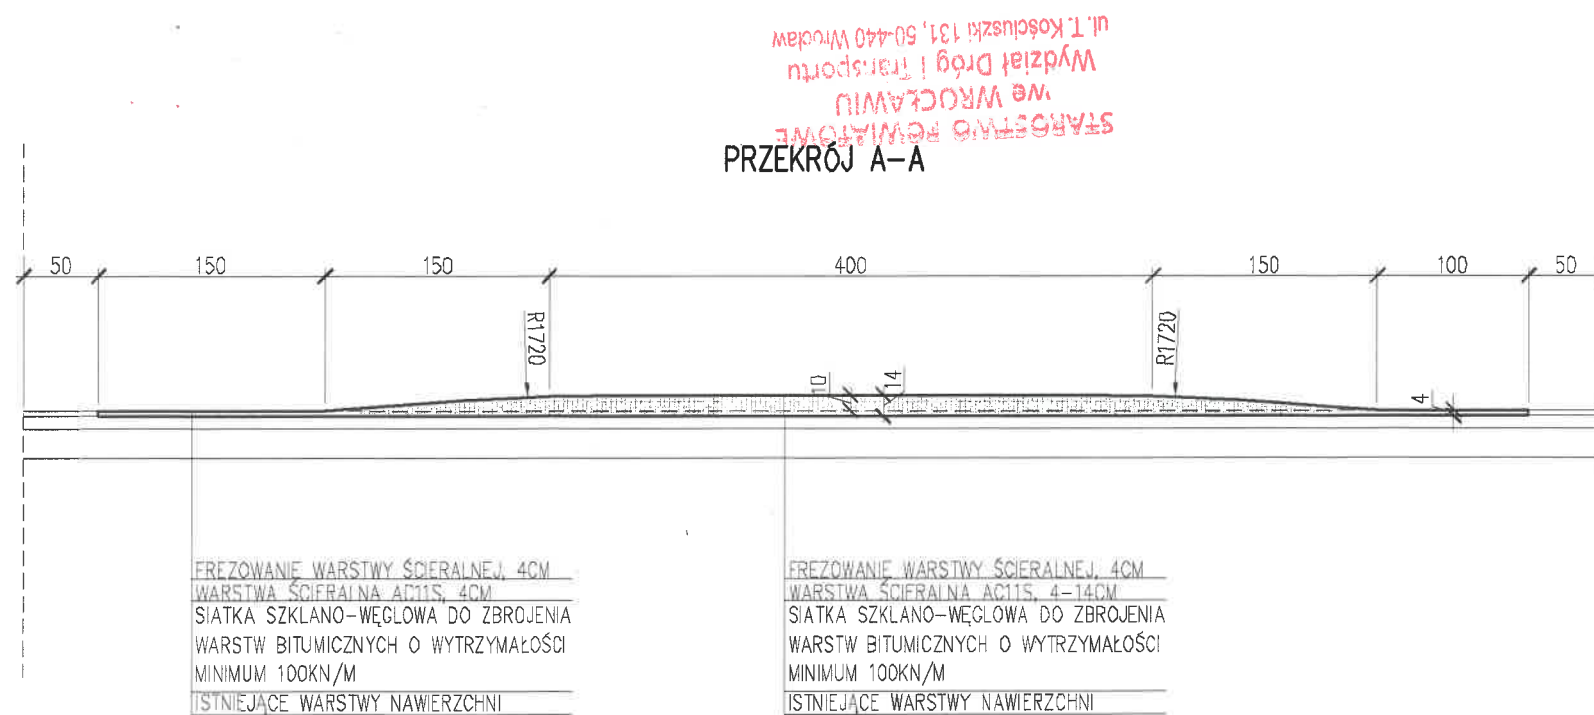 STAROSTWO POWIATOWE
we WROCŁAWIU
Wydział Dróg i Transportu
ul. T. Kościuszki 131, 50-440 Wrocław
PRZEKRÓJ A-A
50 150 150 400 150 100 50
R1720 R1720
10 14 4
FREZOWANIE WARSTWY ŚCIERALNEJ, 4CM
WARSTWA ŚCIERALNA AC11S, 4CM
SIATKA SZKLANO-WĘGLOWA DO ZBROJENIA
WARSTW BITUMICZNYCH O WYTRZYMAŁOŚCI
MINIMUM 100KN/M
ISTNIEJĄCE WARSTWY NAWIERZCHNI
FREZOWANIE WARSTWY ŚCIERALNEJ, 4CM
WARSTWA ŚCIERALNA AC11S, 4-14CM
SIATKA SZKLANO-WĘGLOWA DO ZBROJENIA
WARSTW BITUMICZNYCH O WYTRZYMAŁOŚCI
MINIMUM 100KN/M
ISTNIEJĄCE WARSTWY NAWIERZCHNI